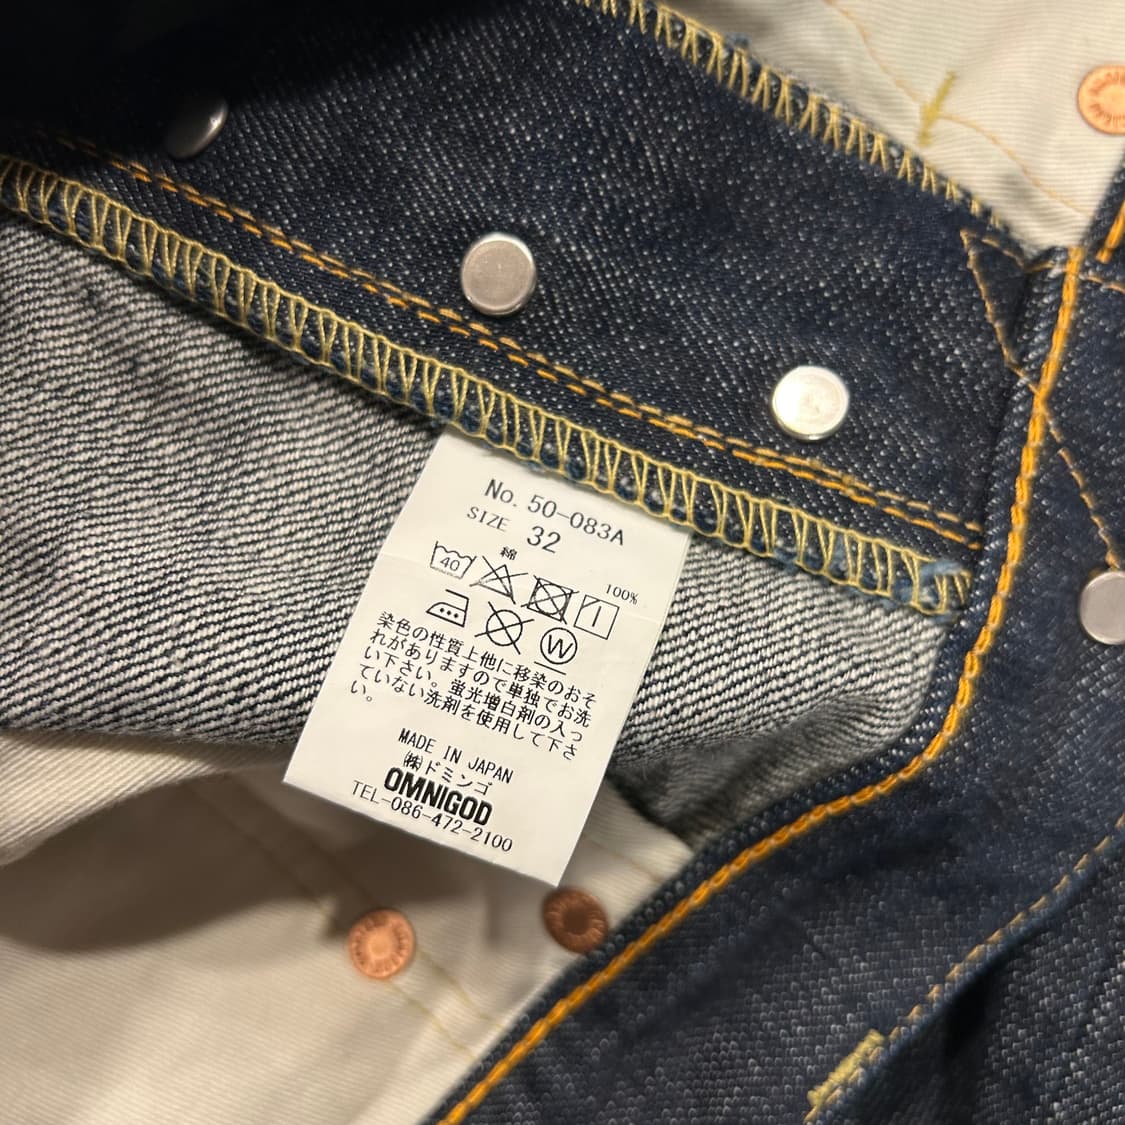 No. 50-083A
SIZE 32
綿 100%
40
W
染色の性質上他に移染のおそ
れがありますので単独でお洗
い下さい。蛍光増白剤の入っ
ていない洗剤を使用して下さ
い。
MADE IN JAPAN
㈱ドミンゴ
OMNIGOD
TEL-086-472-2100